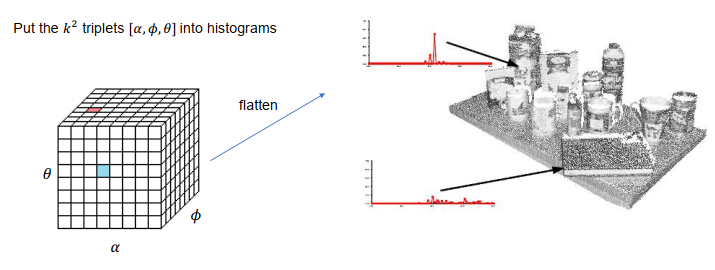 Put the k² triplets [α, ϕ, θ] into histograms
flatten
θ
ϕ
α